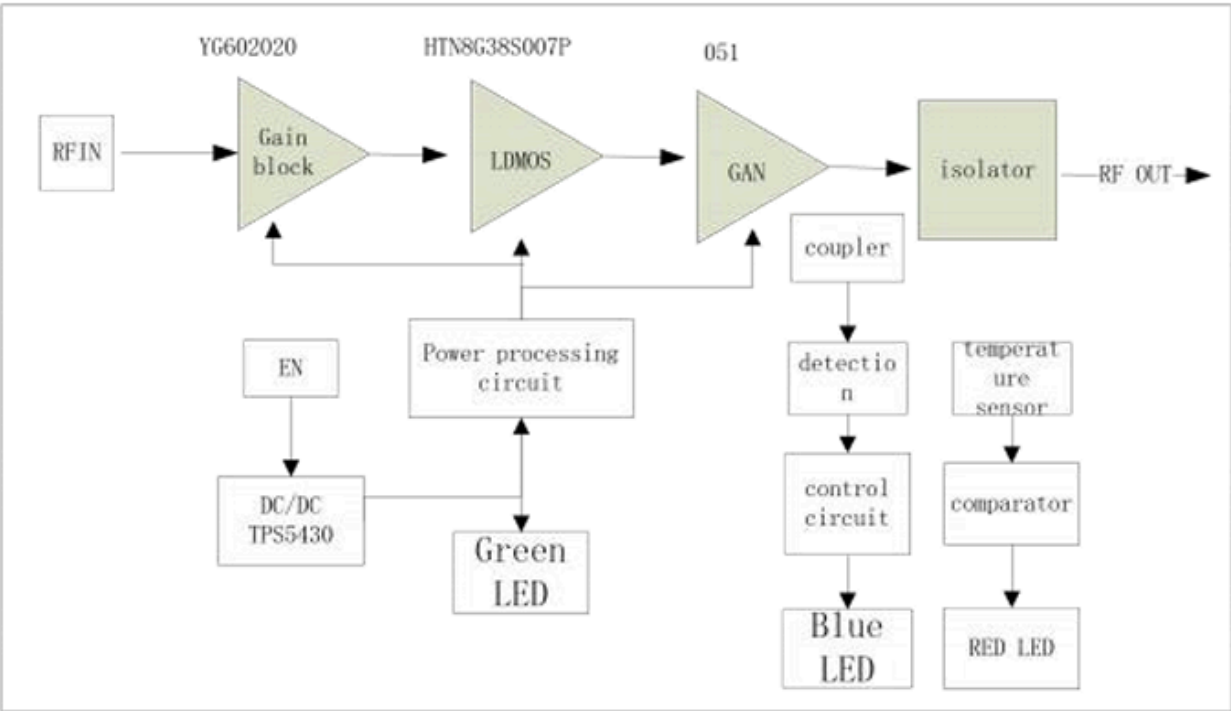 YG602020
HTN8G38S007P
051
RFIN
Gain
block
LDMOS
GAN
isolator
RF OUT
coupler
Power processing
circuit
EN
detectio
n
temperat
ure
sensor
DC/DC
TPS5430
control
circuit
comparator
Green
LED
Blue
LED
RED LED